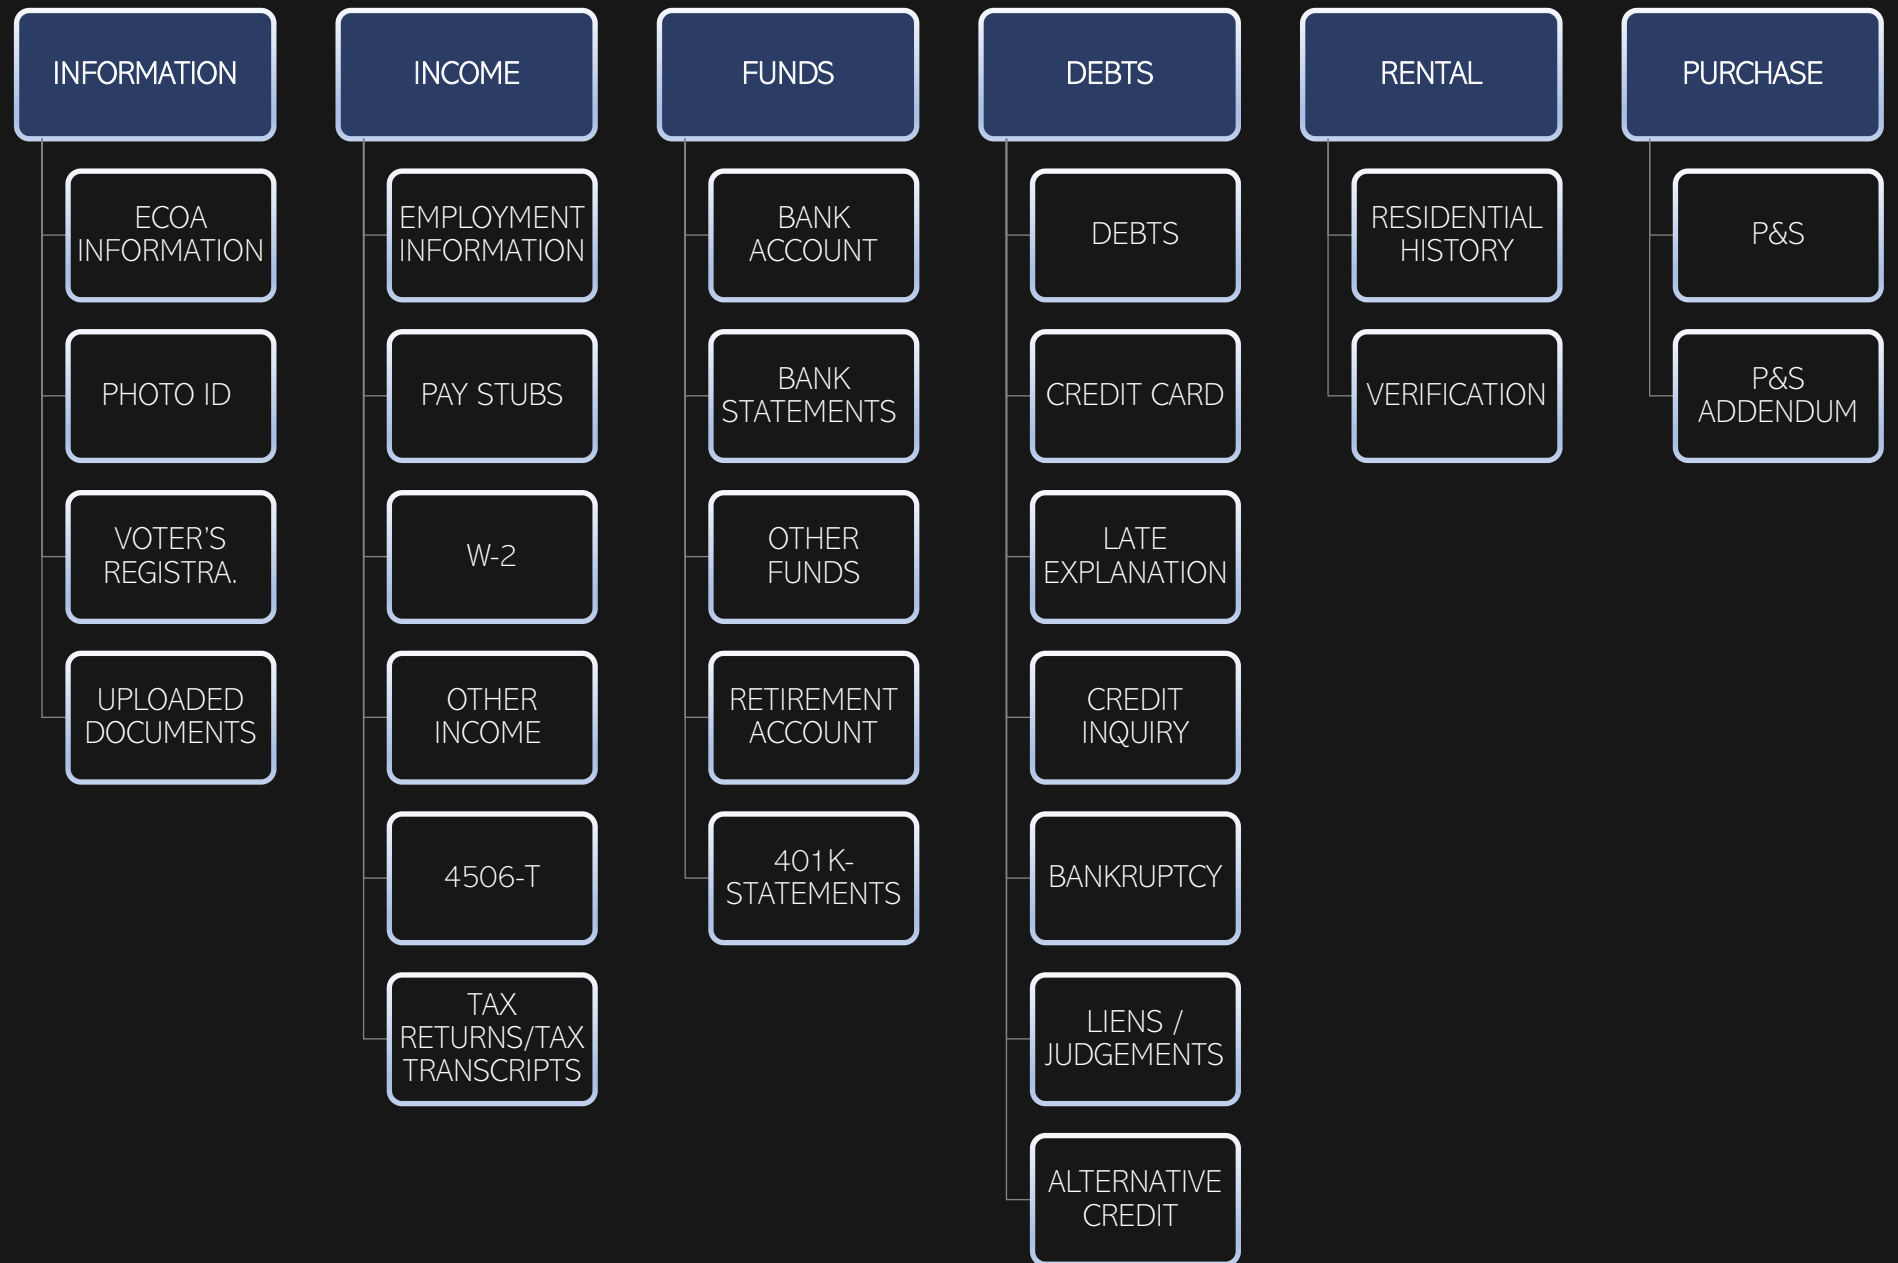 INFORMATION
ECOA
INFORMATION
PHOTO ID
VOTER’S
REGISTRA.
UPLOADED
DOCUMENTS
INCOME
EMPLOYMENT
INFORMATION
PAY STUBS
W-2
OTHER
INCOME
4506-T
TAX
RETURNS/TAX
TRANSCRIPTS
FUNDS
BANK
ACCOUNT
BANK
STATEMENTS
OTHER
FUNDS
RETIREMENT
ACCOUNT
401K-
STATEMENTS
DEBTS
DEBTS
CREDIT CARD
LATE
EXPLANATION
CREDIT
INQUIRY
BANKRUPTCY
LIENS /
JUDGEMENTS
ALTERNATIVE
CREDIT
RENTAL
RESIDENTIAL
HISTORY
VERIFICATION
PURCHASE
P&S
P&S
ADDENDUM